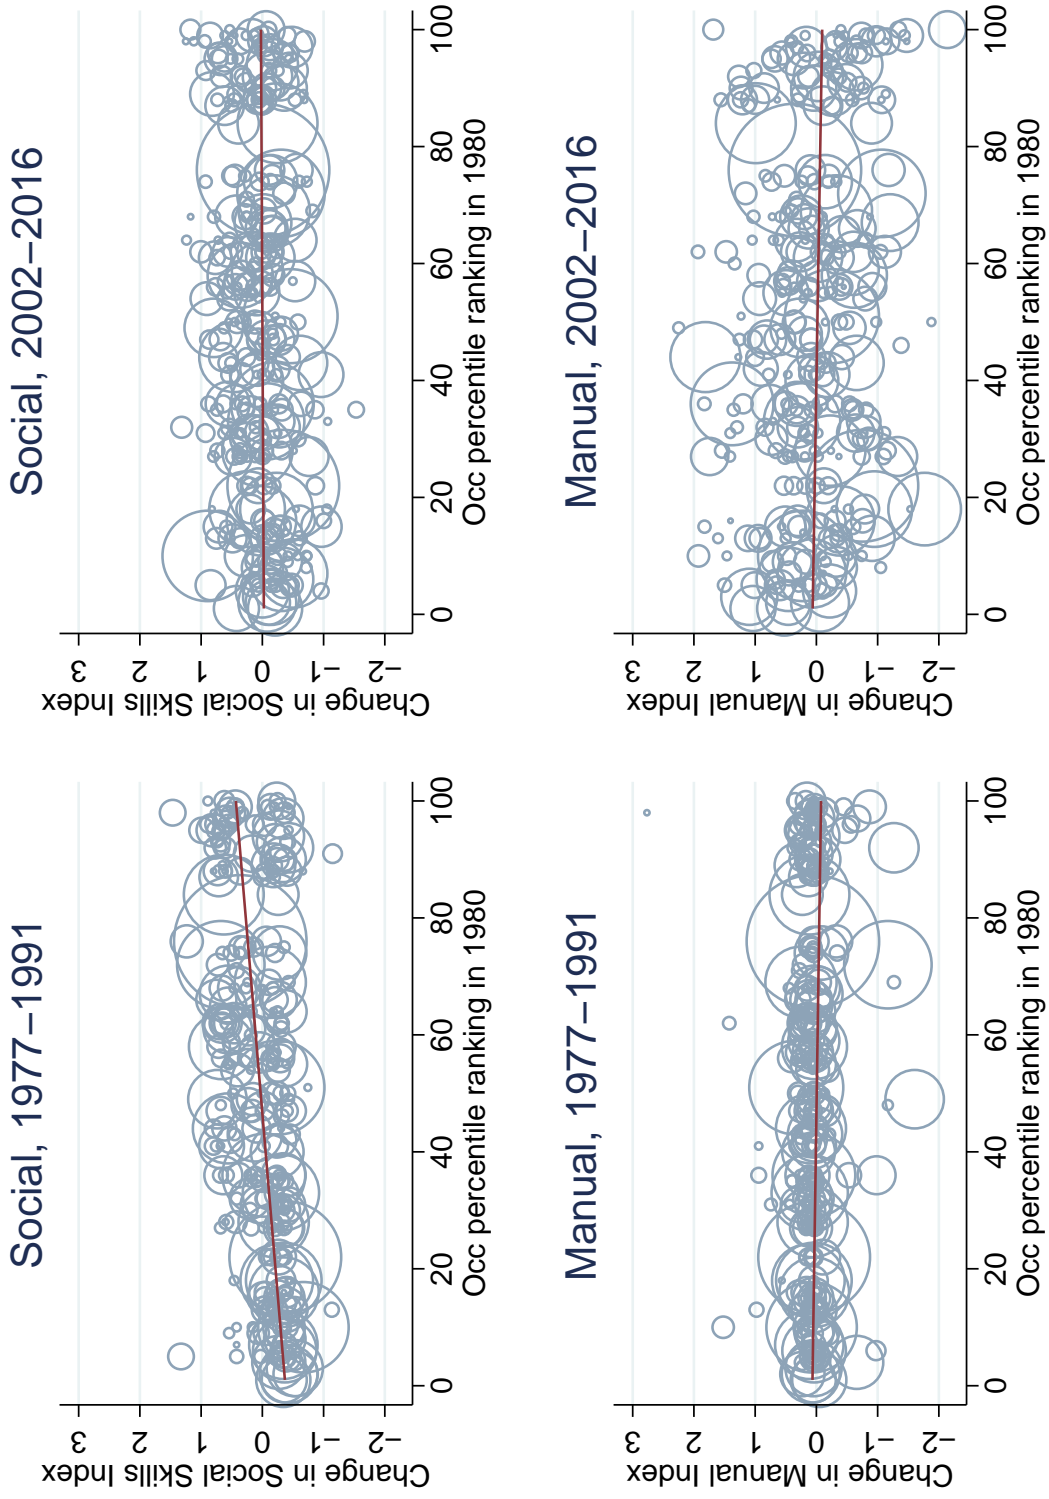 Social, 1977−1991
Change in Social Skills Index
3
2
1
0
−1
−2
0 20 40 60 80 100
Occ percentile ranking in 1980
Social, 2002−2016
Change in Social Skills Index
3
2
1
0
−1
−2
0 20 40 60 80 100
Occ percentile ranking in 1980
Manual, 1977−1991
Change in Manual Index
3
2
1
0
−1
−2
0 20 40 60 80 100
Occ percentile ranking in 1980
Manual, 2002−2016
Change in Manual Index
3
2
1
0
−1
−2
0 20 40 60 80 100
Occ percentile ranking in 1980